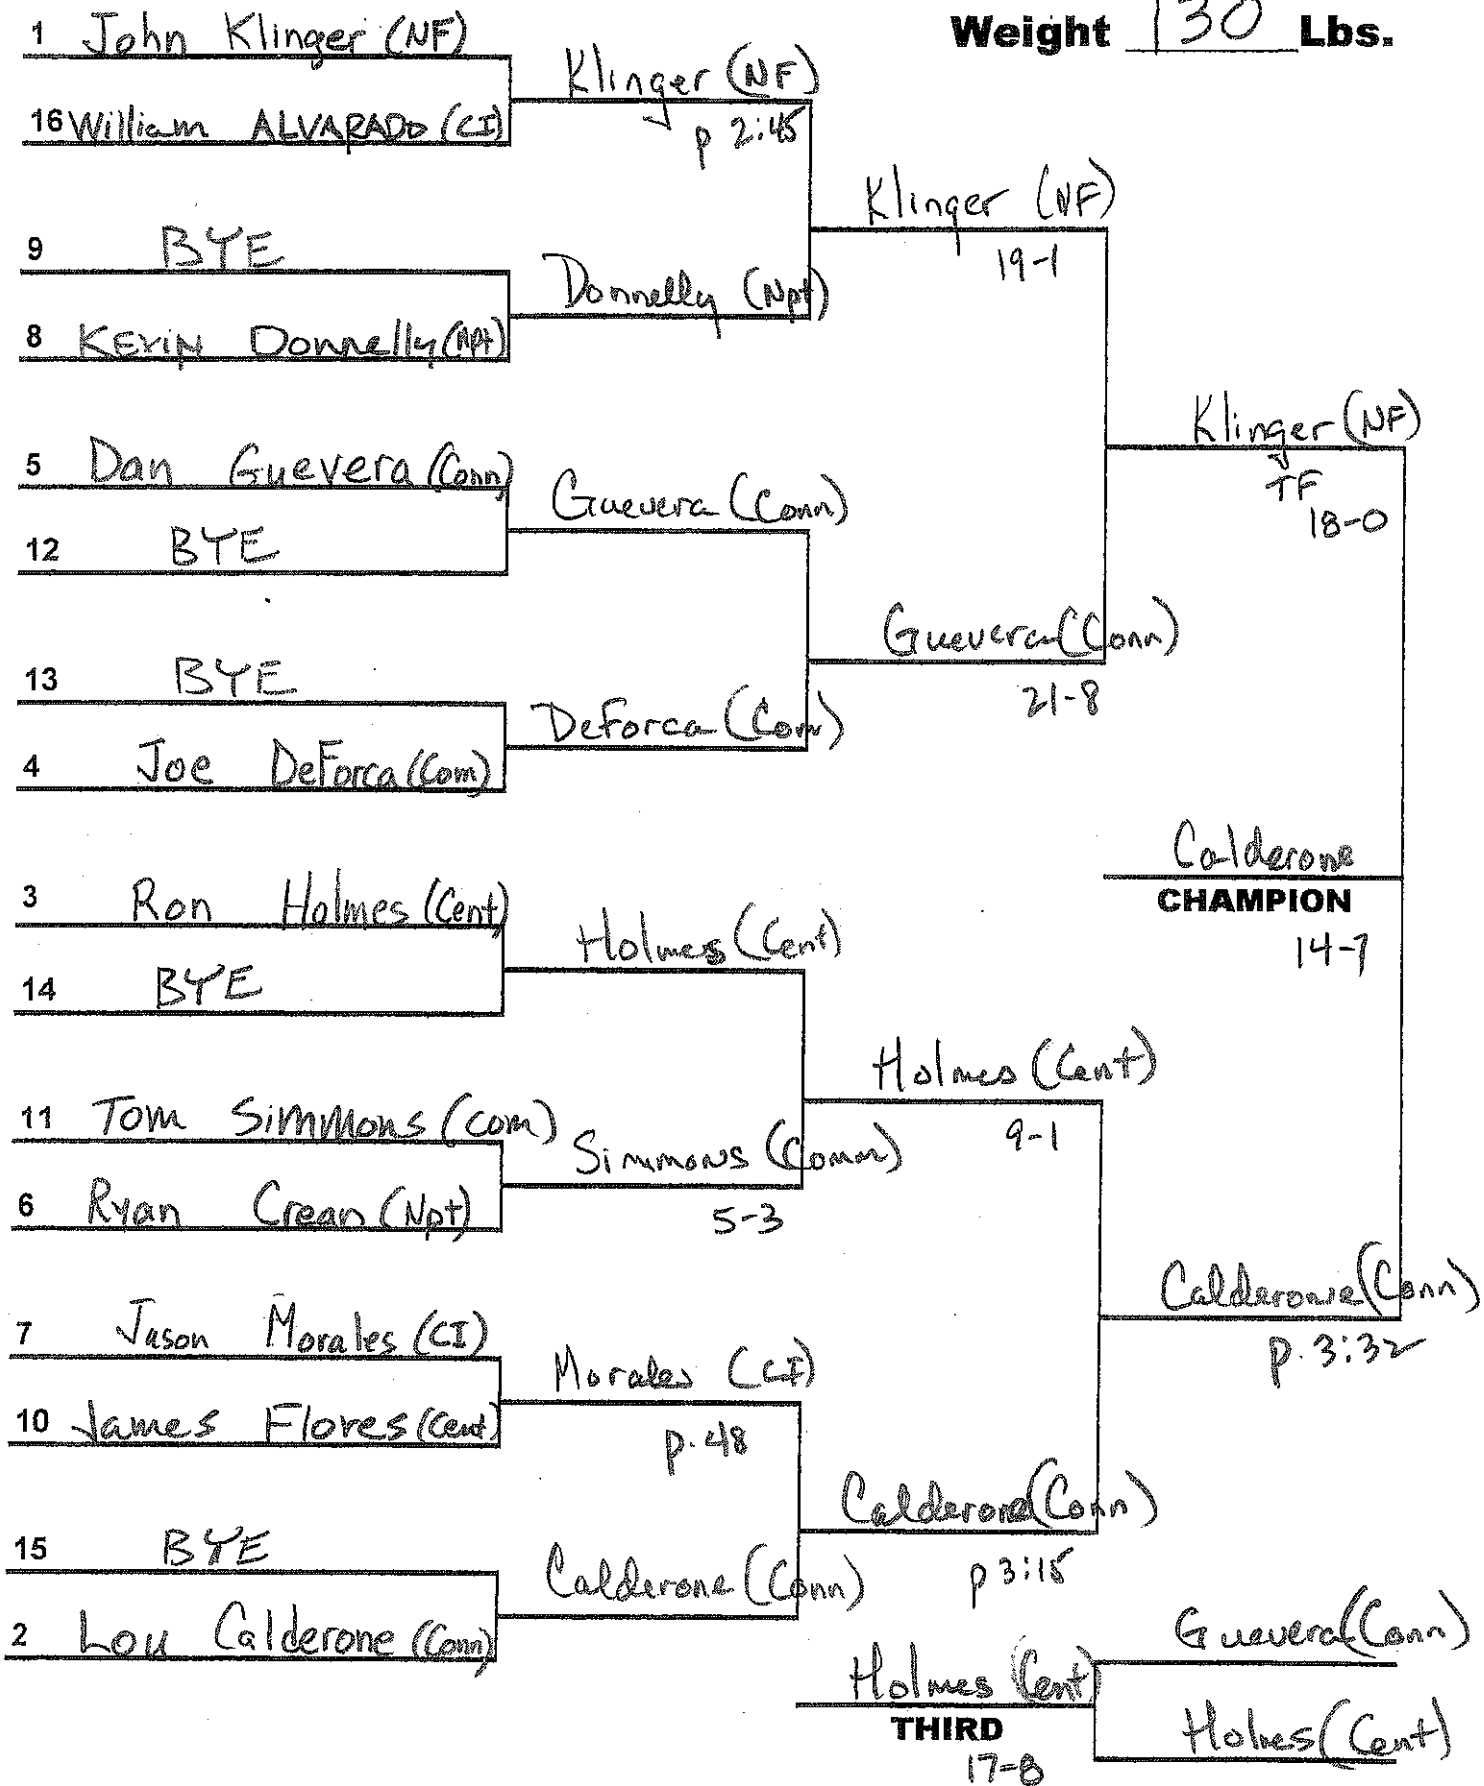 Weight 130 Lbs.
1 John Klinger (NF)
Klinger (NF)
16 William ALVARADO (CI)
p 2:45
Klinger (NF)
19-1
9 BYE
Donnelly (Npt)
8 KEVIN Donnelly (Npt)
Klinger (NF)
TF
18-0
5 Dan Guevera (Conn)
Guevera (Conn)
12 BYE
Guevera (Conn)
21-8
13 BYE
DeForca (Com)
4 Joe DeForca (Com)
Calderone
CHAMPION
14-7
3 Ron Holmes (Cent)
Holmes (Cent)
14 BYE
Holmes (Cent)
9-1
11 Tom Simmons (com)
Simmons (Comm)
6 Ryan Crean (Npt)
5-3
Calderone (Conn)
p. 3:32
7 Jason Morales (CI)
Morales (CI)
10 James Flores (Cent)
p. 48
Calderone (Conn)
p 3:15
15 BYE
Calderone (Conn)
2 Lou Calderone (Conn)
Guevera (Conn)
Holmes (Cent)
THIRD
17-8
Holmes (Cent)